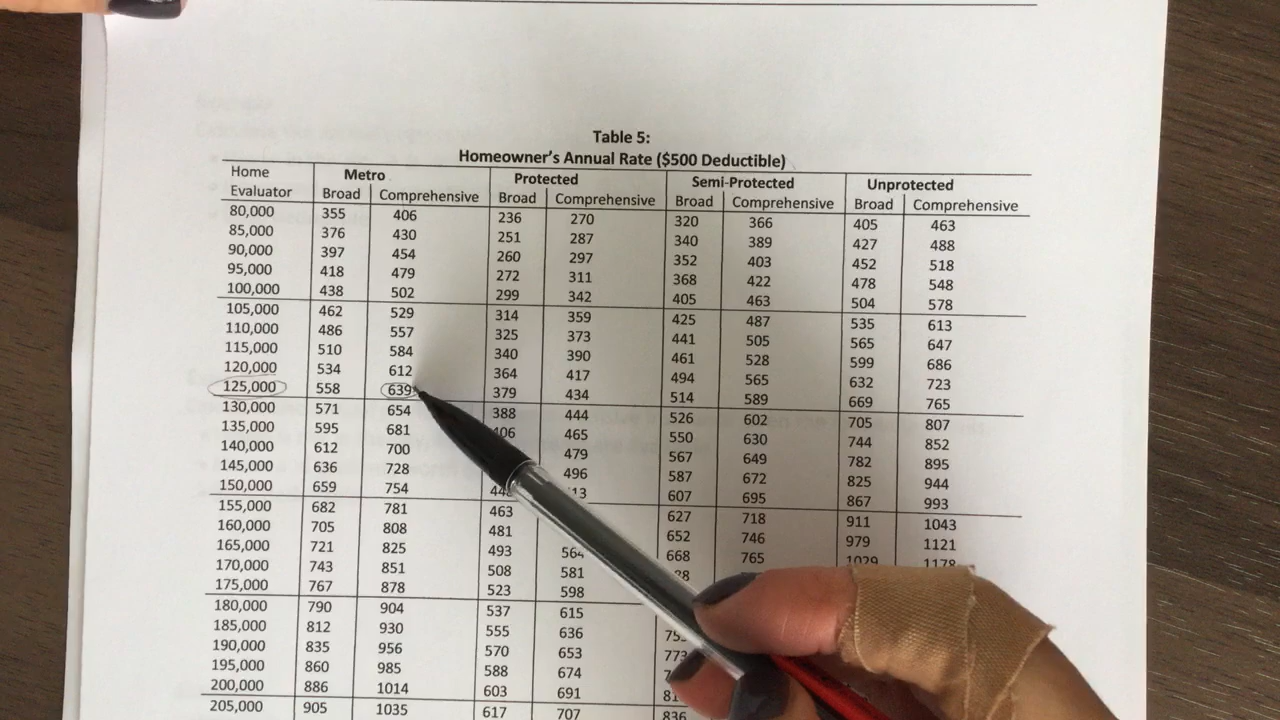 Table 5:
Homeowner's Annual Rate ($500 Deductible)
Home Evaluator Metro Protected Semi-Protected Unprotected
Broad Comprehensive Broad Comprehensive Broad Comprehensive Broad Comprehensive
80,000 355 406 236 270 320 366 405 463
85,000 376 430 251 287 340 389 427 488
90,000 397 454 260 297 352 403 452 518
95,000 418 479 272 311 368 422 478 548
100,000 438 502 299 342 405 463 504 578
105,000 462 529 314 359 425 487 535 613
110,000 486 557 325 373 441 505 565 647
115,000 510 584 340 390 461 528 599 686
120,000 534 612 364 417 494 565 632 723
125,000 558 639 379 434 514 589 669 765
130,000 571 654 388 444 526 602 705 807
135,000 595 681 465 550 630 744 852
140,000 612 700 479 567 649 782 895
145,000 636 728 496 587 672 825 944
150,000 659 754 607 695 867 993
155,000 682 781 463 627 718 911 1043
160,000 705 808 481 652 746 979 1121
165,000 721 825 493 564 668 765 1029 1178
170,000 743 851 508 581
175,000 767 878 523 598
180,000 790 904 537 615
185,000 812 930 555 636
190,000 835 956 570 653 773
195,000 860 985 588 674
200,000 886 1014 603 691
205,000 905 1035 617 707 836